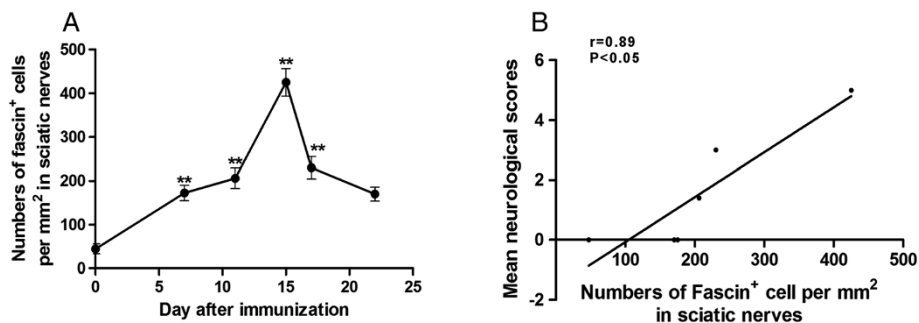 A
Numbers of fascin+ cells
per mm2 in sciatic nerves
500
400
300
200
100
0
**
**
**
**
0 5 10 15 20 25
Day after immunization
B
r=0.89
P<0.05
Mean neurological scores
6
4
2
0
-2
100 200 300 400 500
Numbers of Fascin+ cell per mm2
in sciatic nerves